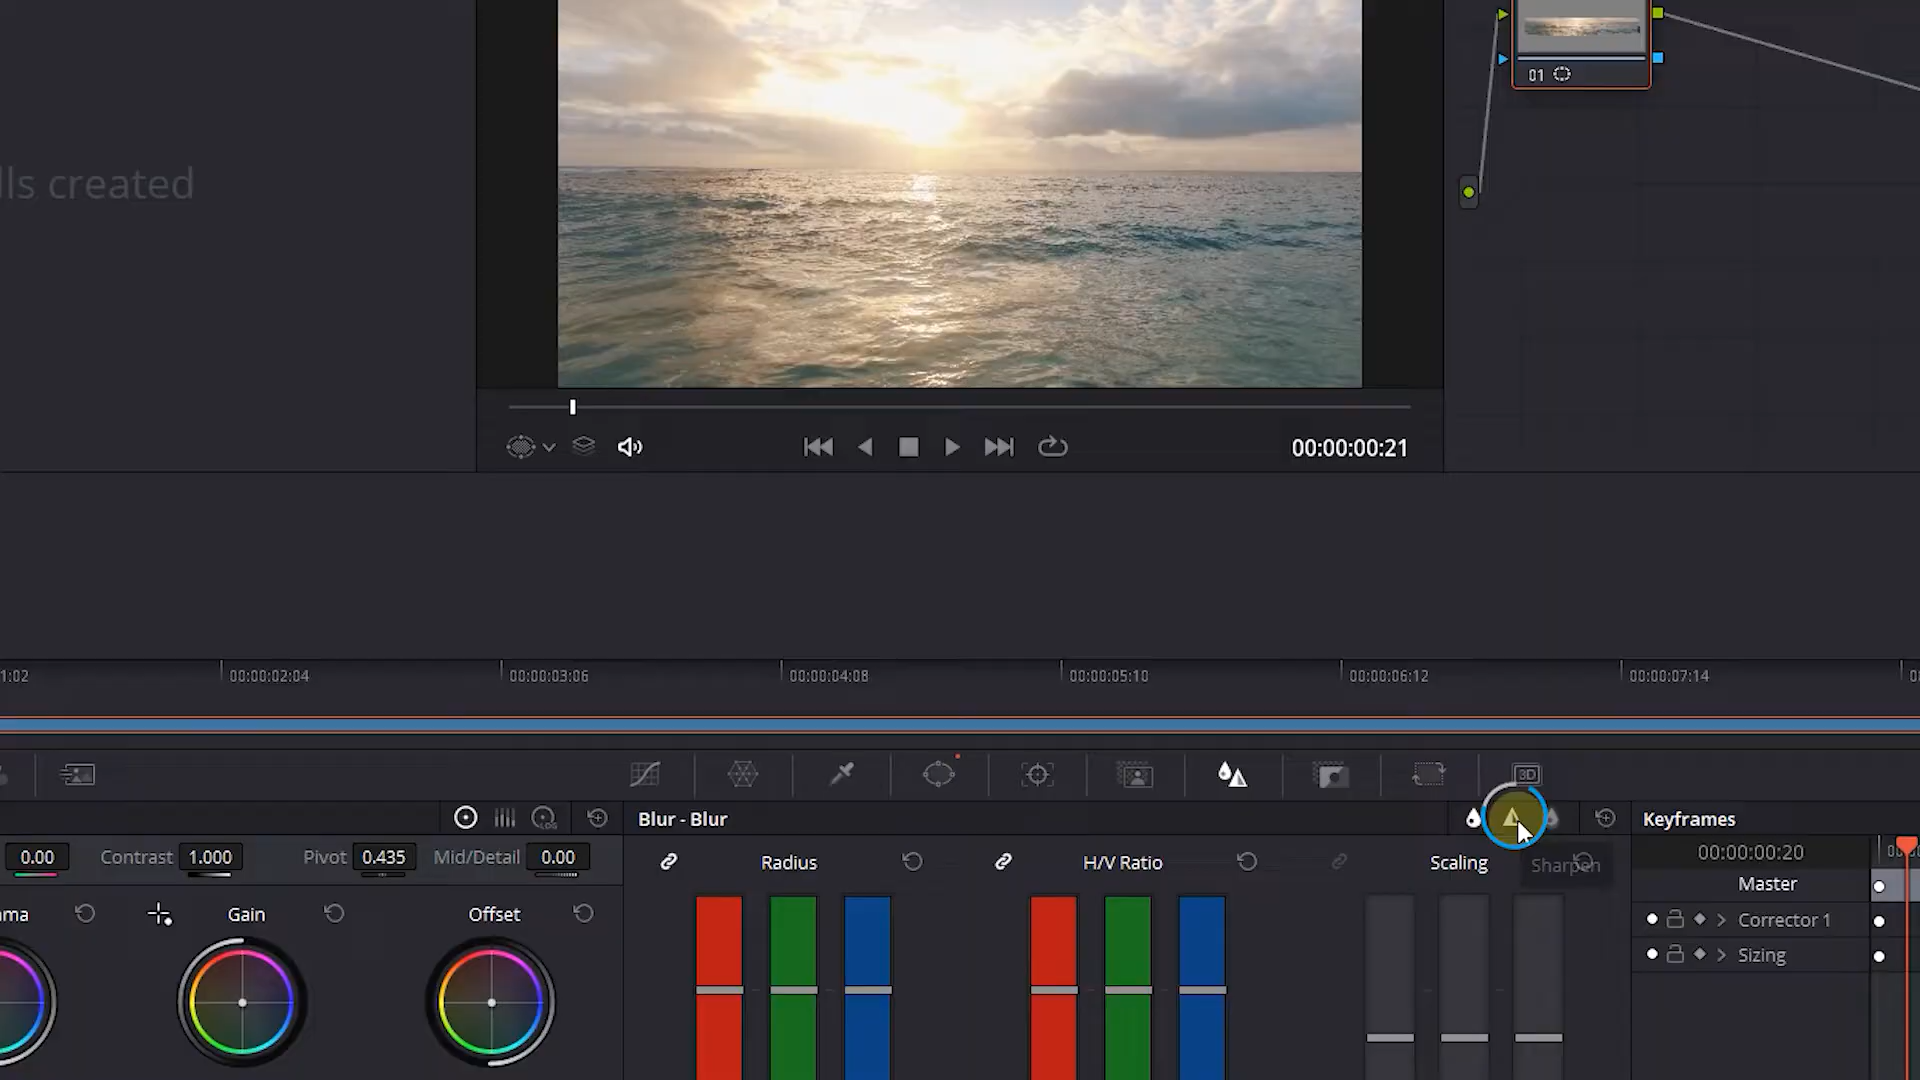 01
lls created
00:00:00:21
1:02
00:00:02:04
00:00:03:06
00:00:04:08
00:00:05:10
00:00:06:12
00:00:07:14
3D
Blur - Blur
Keyframes
0.00
Contrast 1.000
Pivot 0.435
Mid/Detail 0.00
Radius
H/V Ratio
Scaling
Sharpen
00:00:00:20
Master
Corrector 1
Sizing
ma
Gain
Offset